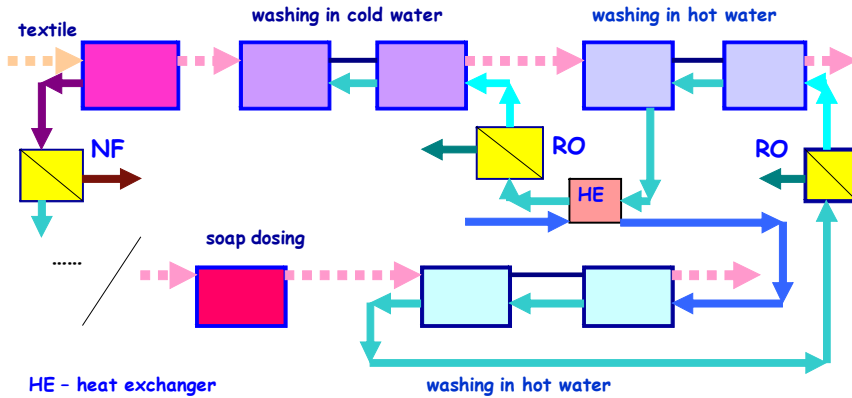 textile
washing in cold water
washing in hot water
NF
RO
RO
HE
soap dosing
......
HE – heat exchanger
washing in hot water